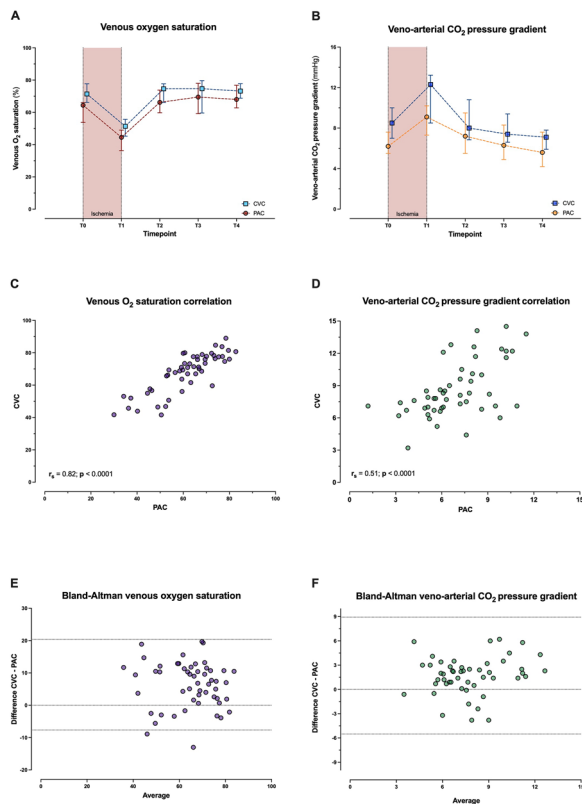 A
Venous oxygen saturation
Venous O₂ saturation (%)
100
80
60
40
20
0
Ischemia
CVC
PAC
T0
T1
T2
T3
T4
Timepoint
B
Veno-arterial CO₂ pressure gradient
Veno-arterial CO₂ pressure gradient (mmHg)
15
12
9
6
3
0
Ischemia
CVC
PAC
T0
T1
T2
T3
T4
Timepoint
C
Venous O₂ saturation correlation
CVC
100
80
60
40
20
0
rₛ = 0.82; p < 0.0001
0
20
40
60
80
100
PAC
D
Veno-arterial CO₂ pressure gradient correlation
CVC
15
12
9
6
3
0
rₛ = 0.51; p < 0.0001
0
3
6
9
12
15
PAC
E
Bland-Altman venous oxygen saturation
Difference CVC - PAC
30
20
10
0
-10
-20
0
20
40
60
80
100
Average
F
Bland-Altman veno-arterial CO₂ pressure gradient
Difference CVC - PAC
9
6
3
0
-3
-6
-8
0
3
6
9
12
15
Average